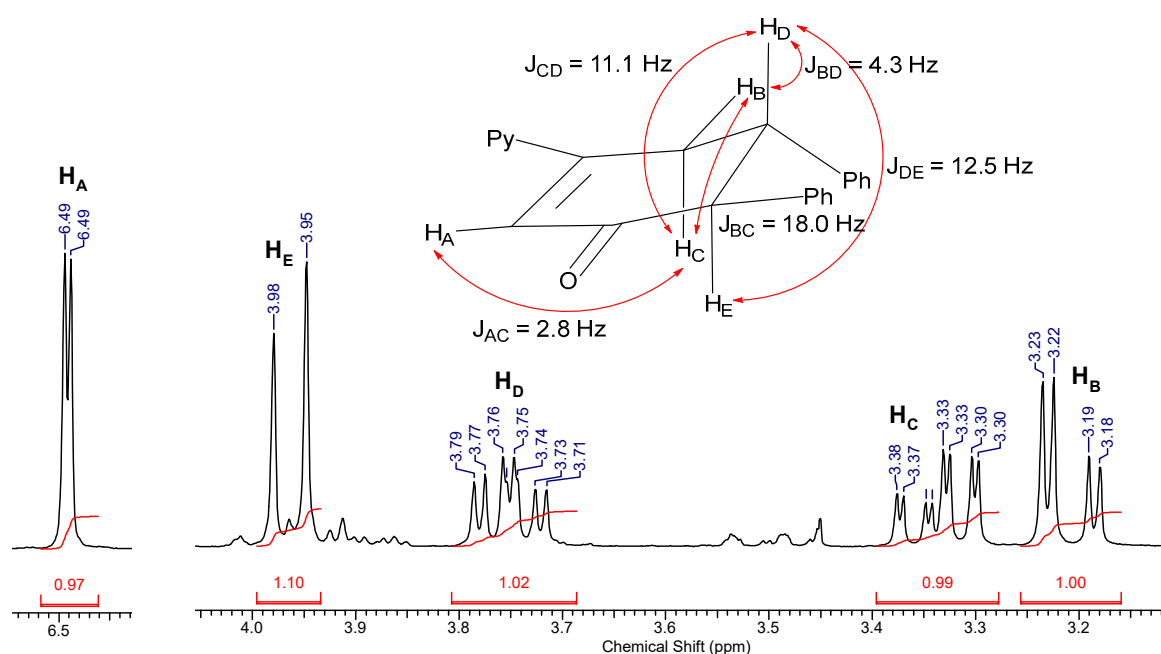 H_D
J_CD = 11.1 Hz
J_BD = 4.3 Hz
H_B
Py
Ph
J_DE = 12.5 Hz
Ph
J_BC = 18.0 Hz
H_A
H_C
O
H_E
J_AC = 2.8 Hz
H_A
6.49
6.49
H_E
3.98
3.95
H_D
3.79
3.77
3.76
3.75
3.74
3.73
3.71
H_C
3.38
3.37
3.33
3.33
3.30
3.30
H_B
3.23
3.22
3.19
3.18
0.97
1.10
1.02
0.99
1.00
6.5
4.0
3.9
3.8
3.7
3.6
3.5
3.4
3.3
3.2
Chemical Shift (ppm)